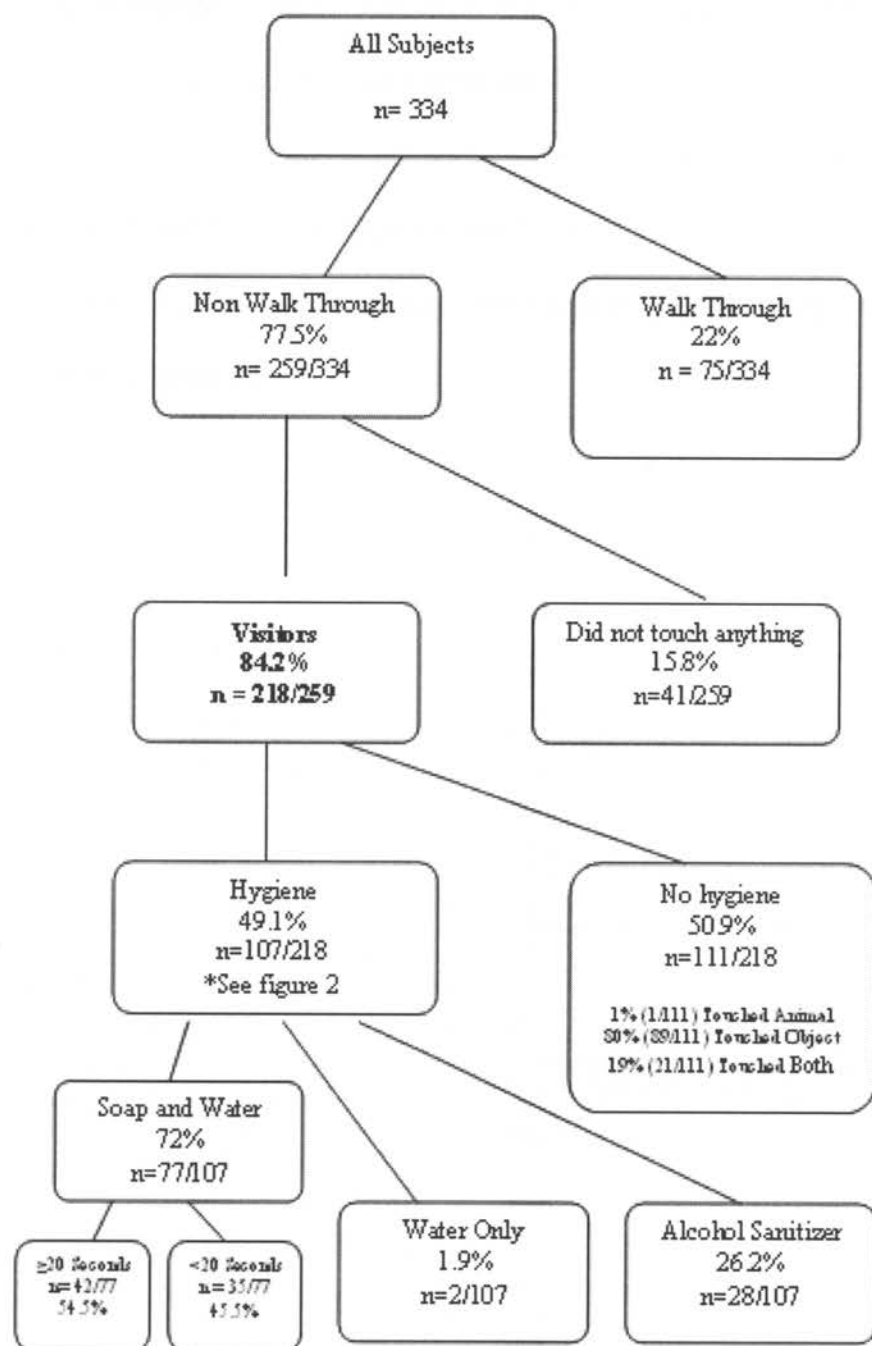 All Subjects
n= 334
Non Walk Through
77.5%
n= 259/334
Walk Through
22%
n = 75/334
Visitors
84.2%
n = 218/259
Did not touch anything
15.8%
n=41/259
Hygiene
49.1%
n=107/218
*See figure 2
No hygiene
50.9%
n=111/218
1% (1/111) Touched Animal
80% (89/111) Touched Object
19% (21/111) Touched Both
Soap and Water
72%
n=77/107
≥20 Seconds
n=42/77
54.5%
<20 Seconds
n=35/77
45.5%
Water Only
1.9%
n=2/107
Alcohol Sanitizer
26.2%
n=28/107